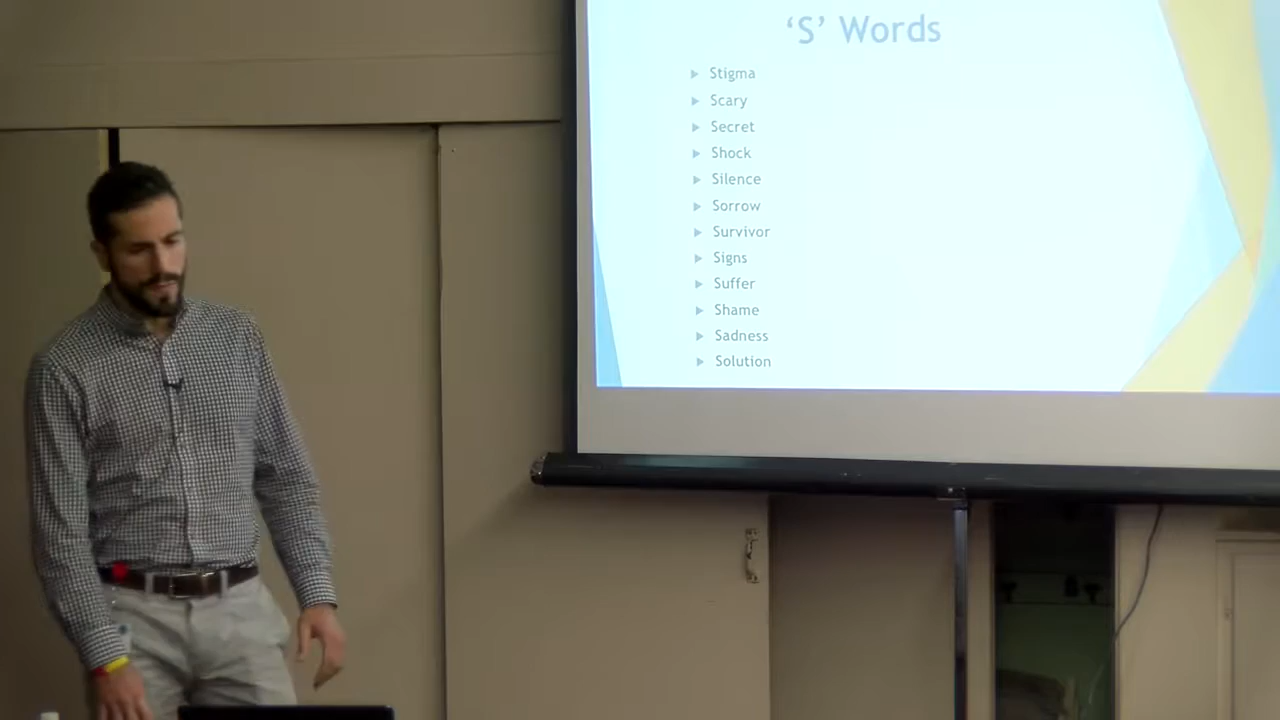 ‘S’ Words
Stigma
Scary
Secret
Shock
Silence
Sorrow
Survivor
Signs
Suffer
Shame
Sadness
Solution